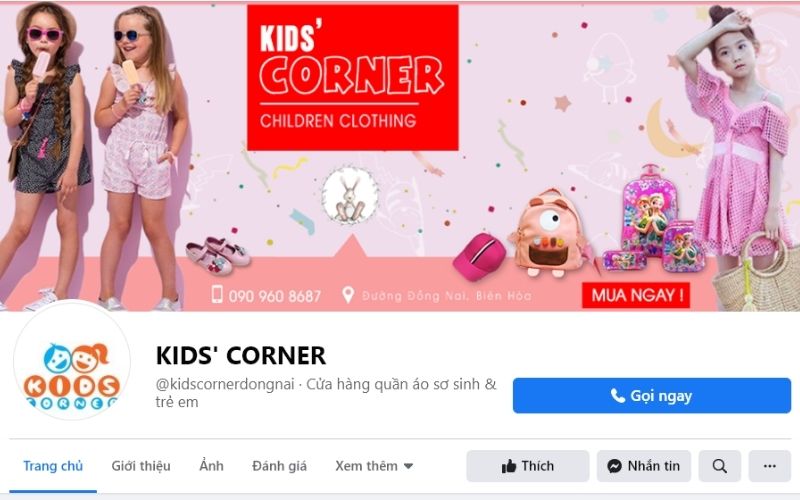 KIDS'
CORNER
CHILDREN CLOTHING
090 960 8687
Đường Đồng Nai, Biên Hòa
MUA NGAY !
KIDS
CORNER
KIDS' CORNER
@kidscornerdongnai · Cửa hàng quần áo sơ sinh &
trẻ em
Gọi ngay
Trang chủ
Giới thiệu
Ảnh
Đánh giá
Xem thêm
Thích
Nhắn tin